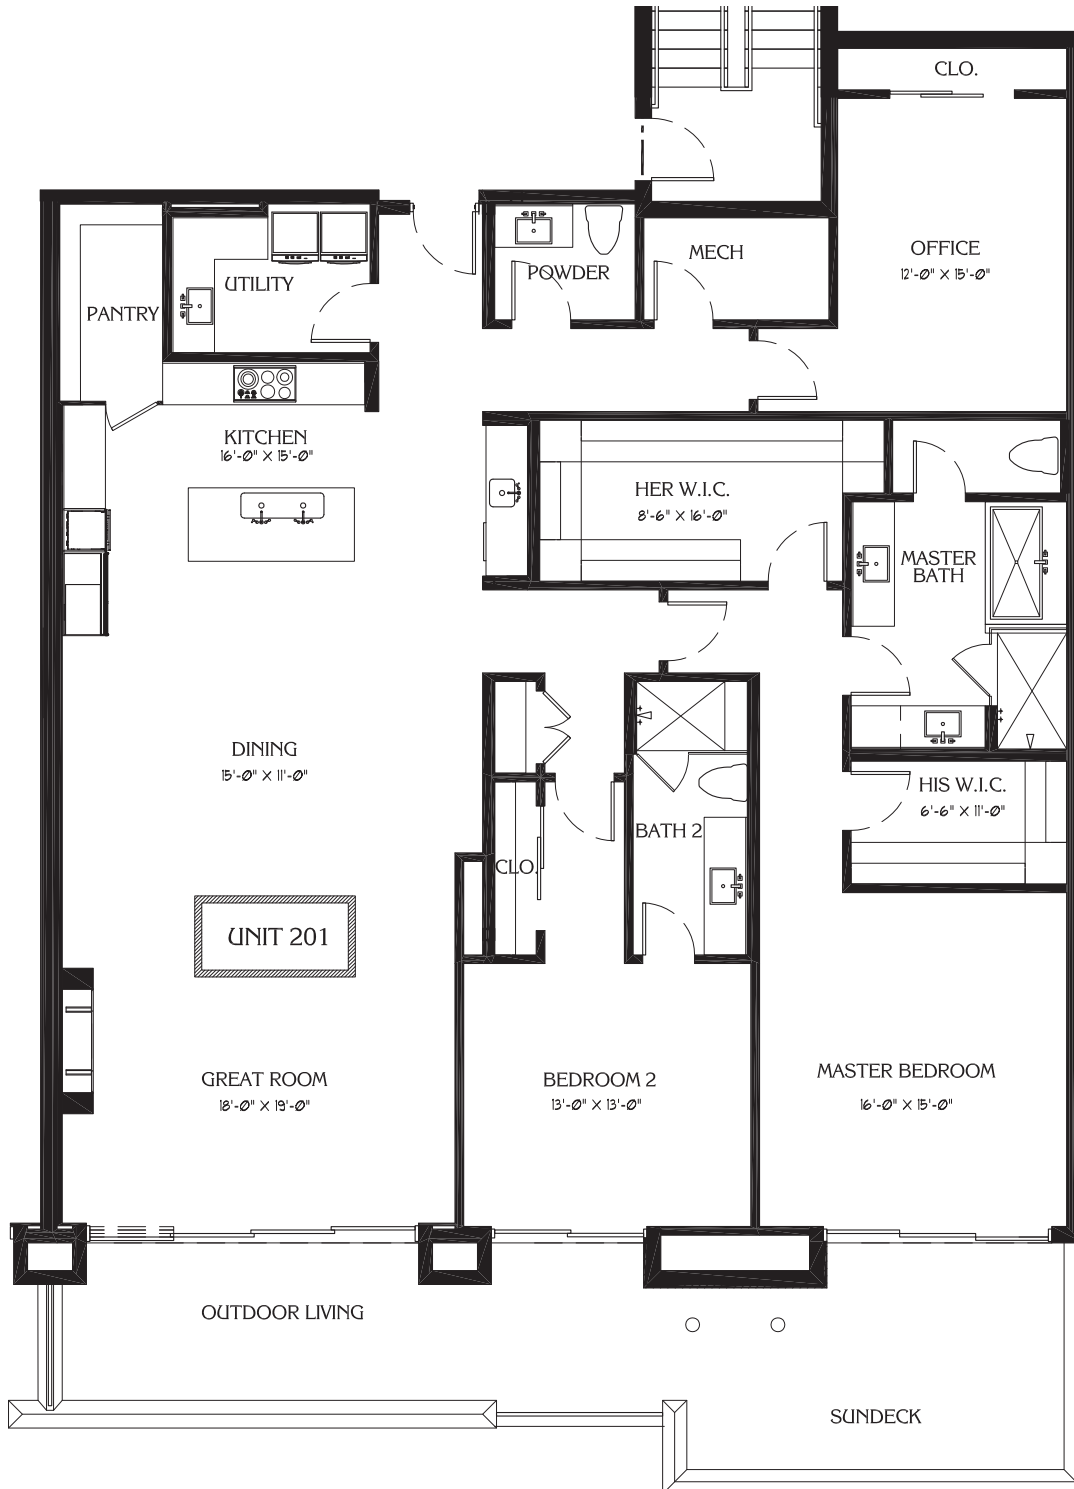 CLO.
OFFICE
12'-0" X 15'-0"
MECH
POWDER
UTILITY
PANTRY
KITCHEN
16'-0" X 15'-0"
HER W.I.C.
8'-6" X 16'-0"
MASTER
BATH
DINING
15'-0" X 11'-0"
HIS W.I.C.
6'-6" X 11'-0"
BATH 2
CLO.
UNIT 201
GREAT ROOM
18'-0" X 19'-0"
BEDROOM 2
13'-0" X 13'-0"
MASTER BEDROOM
16'-0" X 15'-0"
OUTDOOR LIVING
SUNDECK